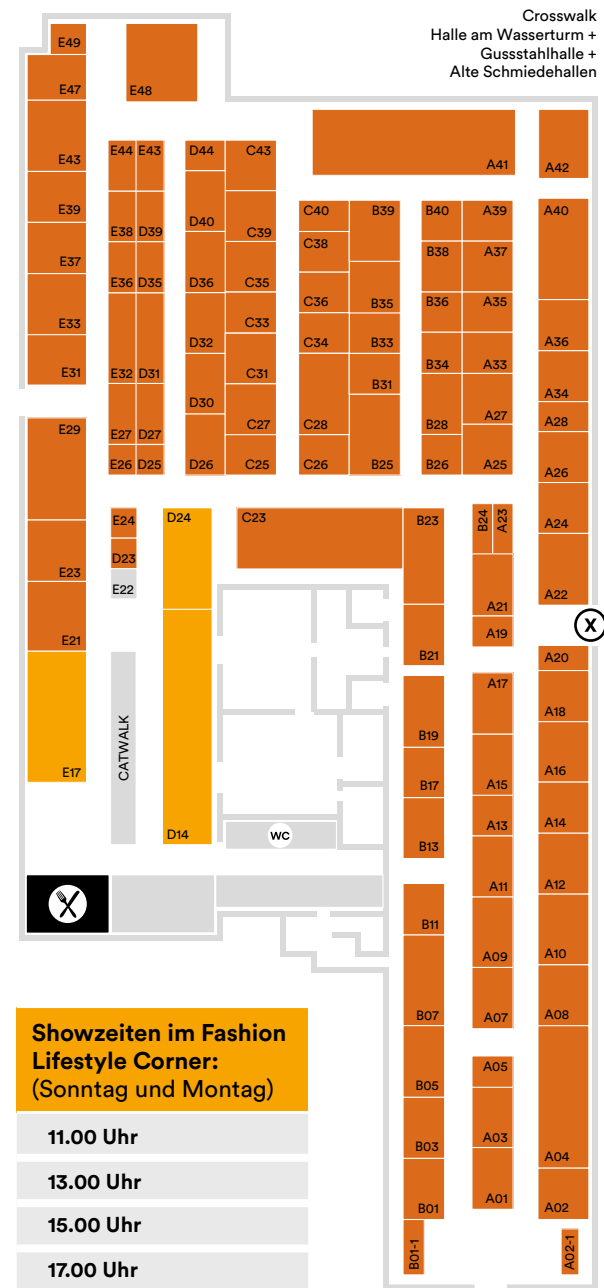 Crosswalk
Halle am Wasserturm +
Gussstahlhalle +
Alte Schmiedehallen
E49
E47
E48
E43
A41
A42
E44 E43
D44
C43
E39
D40
C40
B39
B40
A39
A40
E38 D39
C39
C38
B38
A37
E37
E36 D35
D36
C35
C36
B35
B36
A35
E33
C33
D32
C34
B33
A36
E31
E32 D31
C31
B31
B34
A33
A34
D30
A28
E29
E27 D27
C27
C28
B28
A27
E26 D25
D26
C25
C26
B25
B26
A25
A26
E24
D24
C23
B23
B24
A23
A24
D23
E23
E22
A22
A21
X
E21
B21
A19
A20
CATWALK
A17
A18
E17
B19
A15
A16
B17
D14
WC
A13
A14
B13
A11
A12
B11
A09
A10
B07
A07
A08
Showzeiten im Fashion
Lifestyle Corner:
(Sonntag und Montag)
A05
B05
11.00 Uhr
B03
A03
A04
13.00 Uhr
B01
A01
A02
15.00 Uhr
B01-1
A02-1
17.00 Uhr